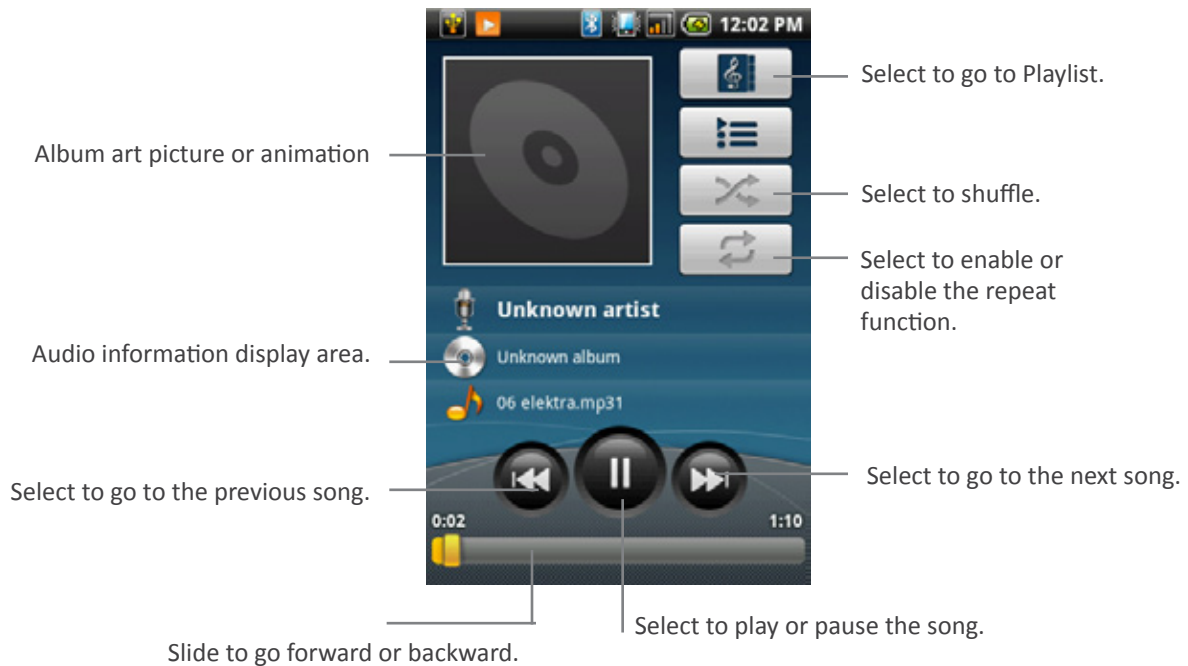 12:02 PM
Select to go to Playlist.
Album art picture or animation
Select to shuffle.
Select to enable or
disable the repeat
function.
Unknown artist
Audio information display area.
Unknown album
06 elektra.mp31
Select to go to the previous song.
Select to go to the next song.
0:02
1:10
Select to play or pause the song.
Slide to go forward or backward.